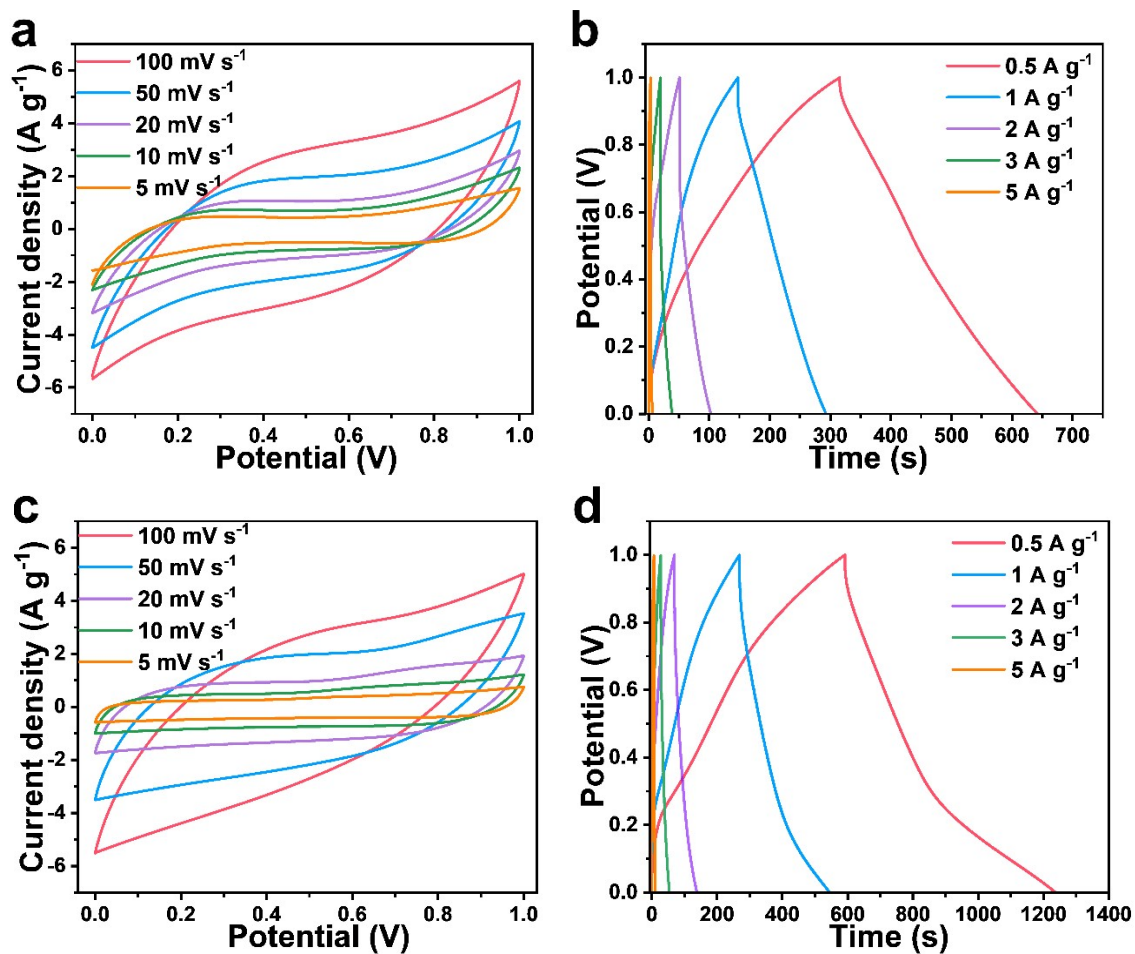 a
100 mV s⁻¹
50 mV s⁻¹
20 mV s⁻¹
10 mV s⁻¹
5 mV s⁻¹
Current density (A g⁻¹)
6
4
2
0
-2
-4
-6
0.0 0.2 0.4 0.6 0.8 1.0
Potential (V)
b
0.5 A g⁻¹
1 A g⁻¹
2 A g⁻¹
3 A g⁻¹
5 A g⁻¹
Potential (V)
1.0
0.8
0.6
0.4
0.2
0.0
0 100 200 300 400 500 600 700
Time (s)
c
100 mV s⁻¹
50 mV s⁻¹
20 mV s⁻¹
10 mV s⁻¹
5 mV s⁻¹
Current density (A g⁻¹)
6
4
2
0
-2
-4
-6
0.0 0.2 0.4 0.6 0.8 1.0
Potential (V)
d
0.5 A g⁻¹
1 A g⁻¹
2 A g⁻¹
3 A g⁻¹
5 A g⁻¹
Potential (V)
1.0
0.8
0.6
0.4
0.2
0.0
0 200 400 600 800 1000 1200 1400
Time (s)